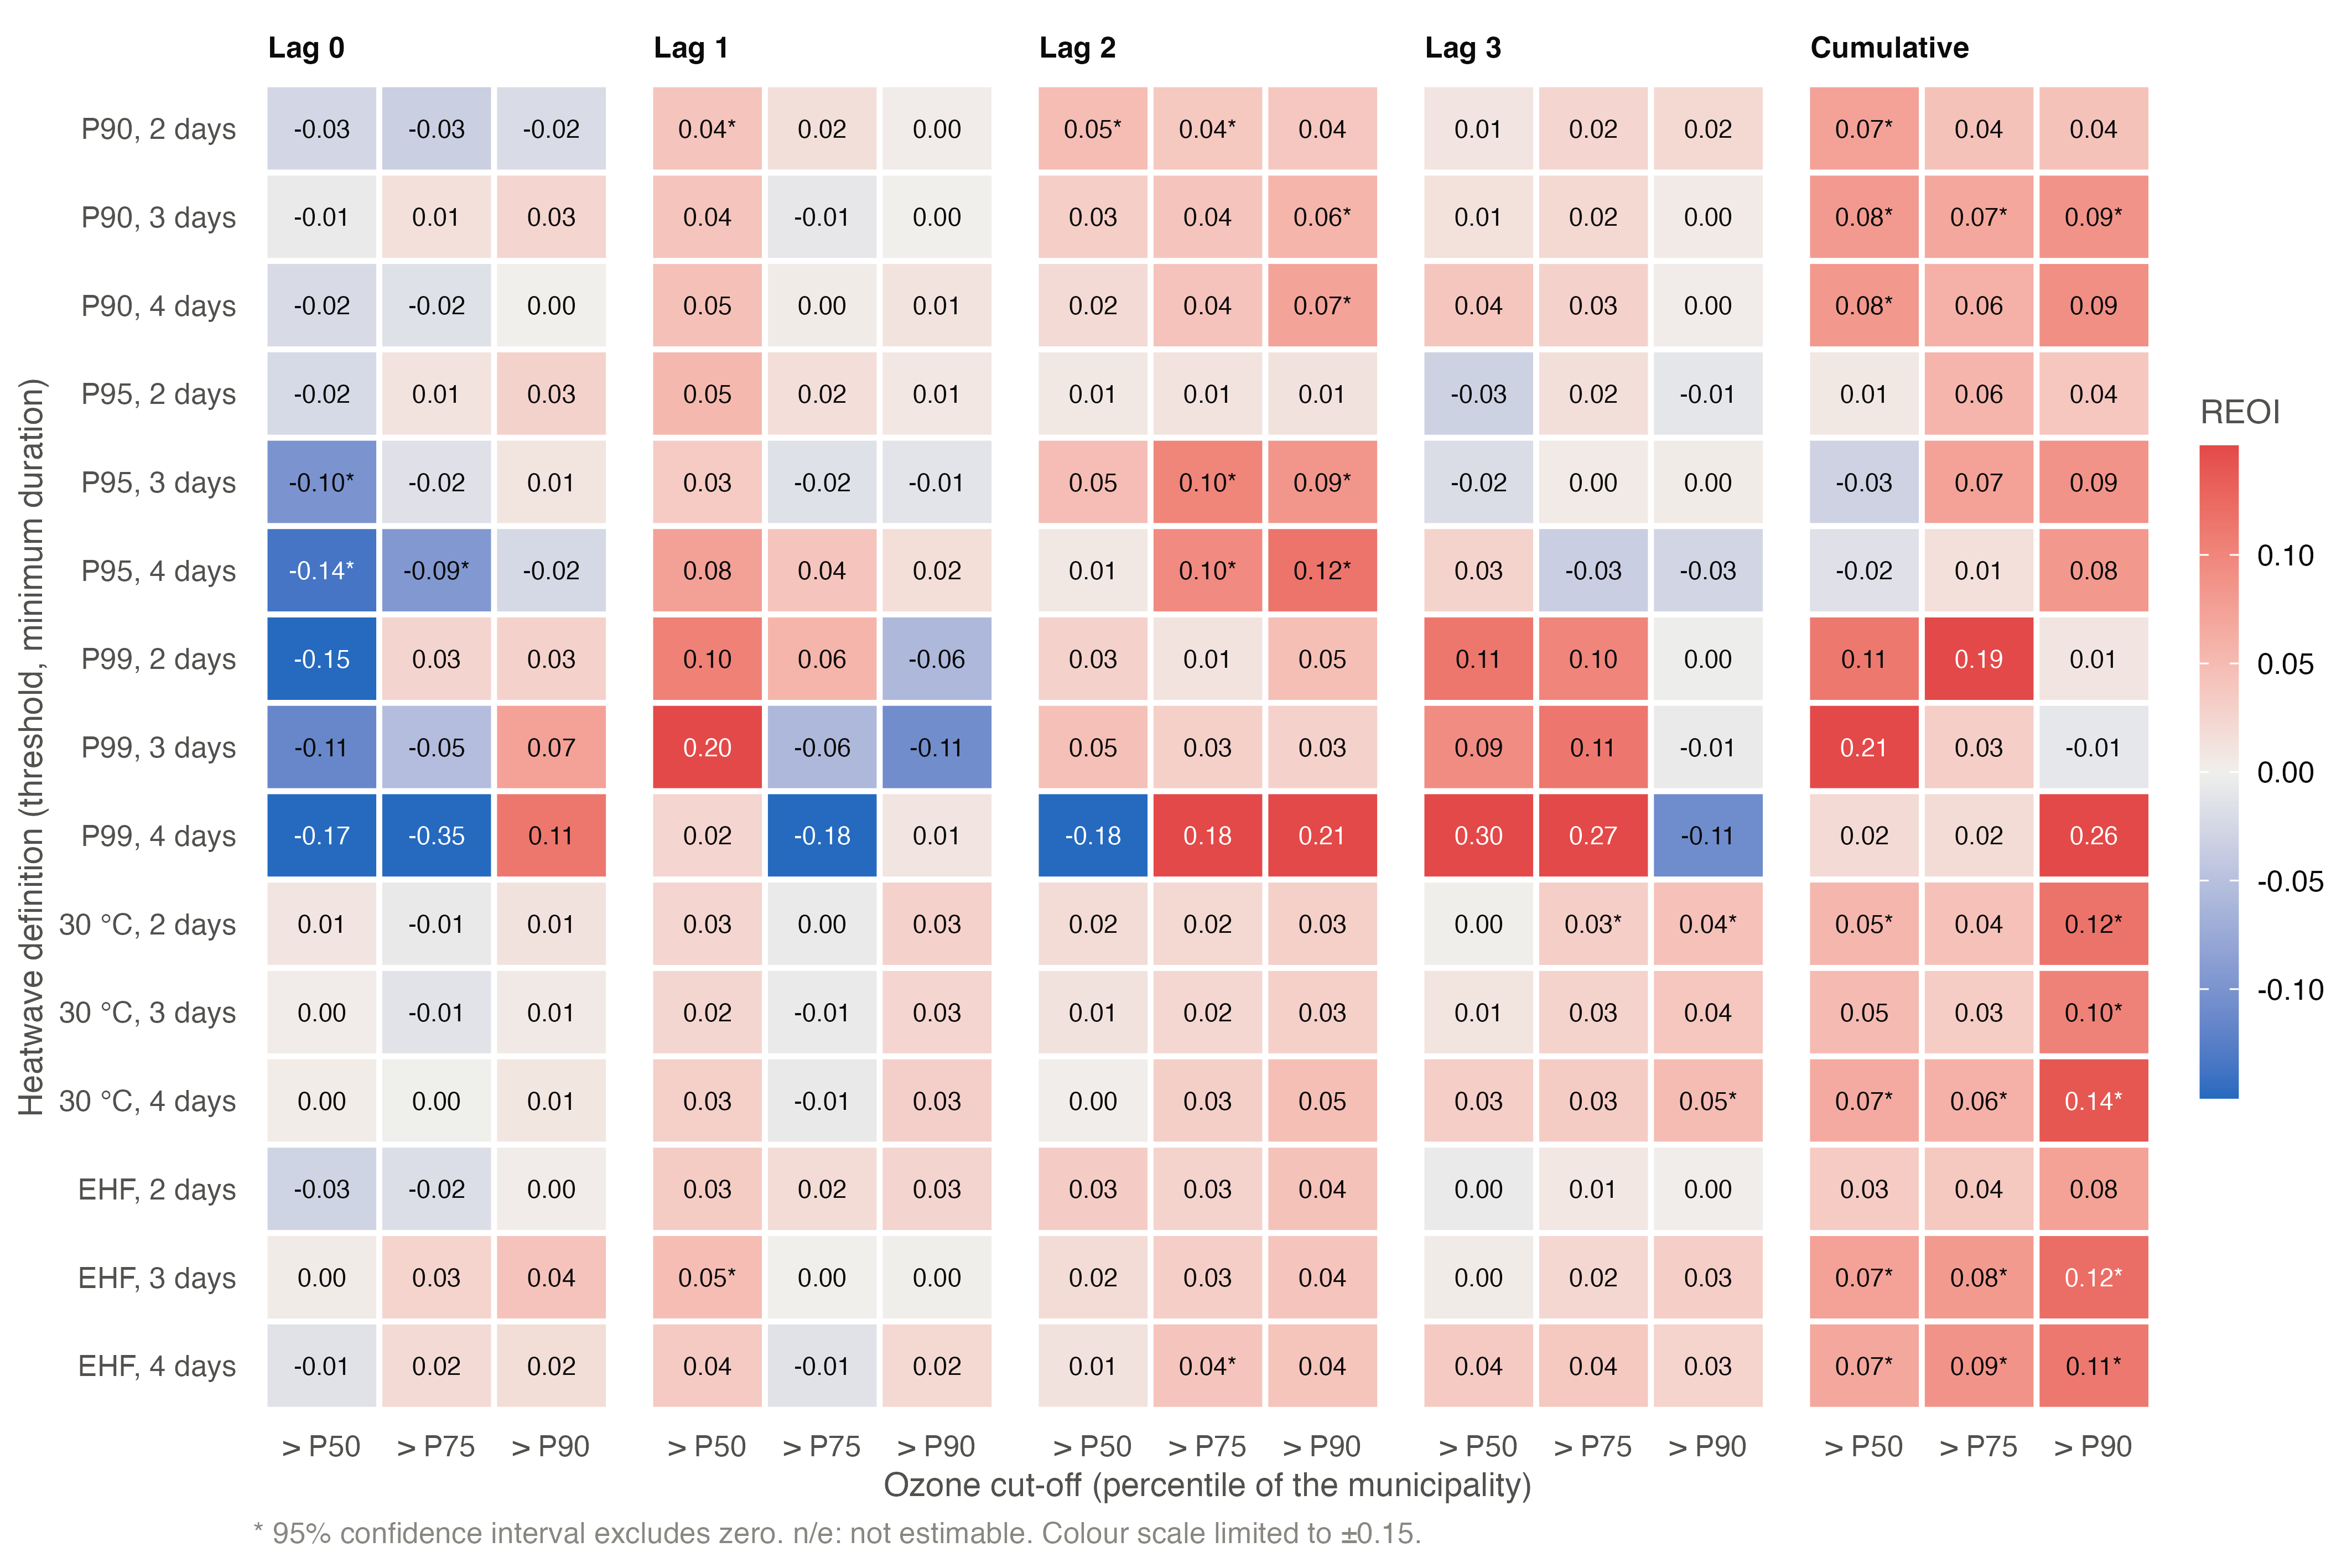 Lag 0 Lag 1 Lag 2 Lag 3 Cumulative
P90, 2 days -0.03 -0.03 -0.02 0.04* 0.02 0.00 0.05* 0.04* 0.04 0.01 0.02 0.02 0.07* 0.04 0.04
P90, 3 days -0.01 0.01 0.03 0.04 -0.01 0.00 0.03 0.04 0.06* 0.01 0.02 0.00 0.08* 0.07* 0.09*
P90, 4 days -0.02 -0.02 0.00 0.05 0.00 0.01 0.02 0.04 0.07* 0.04 0.03 0.00 0.08* 0.06 0.09
P95, 2 days -0.02 0.01 0.03 0.05 0.02 0.01 0.01 0.01 0.01 -0.03 0.02 -0.01 0.01 0.06 0.04
P95, 3 days -0.10* -0.02 0.01 0.03 -0.02 -0.01 0.05 0.10* 0.09* -0.02 0.00 0.00 -0.03 0.07 0.09
P95, 4 days -0.14* -0.09* -0.02 0.08 0.04 0.02 0.01 0.10* 0.12* 0.03 -0.03 -0.03 -0.02 0.01 0.08
P99, 2 days -0.15 0.03 0.03 0.10 0.06 -0.06 0.03 0.01 0.05 0.11 0.10 0.00 0.11 0.19 0.01
P99, 3 days -0.11 -0.05 0.07 0.20 -0.06 -0.11 0.05 0.03 0.03 0.09 0.11 -0.01 0.21 0.03 -0.01
P99, 4 days -0.17 -0.35 0.11 0.02 -0.18 0.01 -0.18 0.18 0.21 0.30 0.27 -0.11 0.02 0.02 0.26
30 °C, 2 days 0.01 -0.01 0.01 0.03 0.00 0.03 0.02 0.02 0.03 0.00 0.03* 0.04* 0.05* 0.04 0.12*
30 °C, 3 days 0.00 -0.01 0.01 0.02 -0.01 0.03 0.01 0.02 0.03 0.01 0.03 0.04 0.05 0.03 0.10*
30 °C, 4 days 0.00 0.00 0.01 0.03 -0.01 0.03 0.00 0.03 0.05 0.03 0.03 0.05* 0.07* 0.06* 0.14*
EHF, 2 days -0.03 -0.02 0.00 0.03 0.02 0.03 0.03 0.03 0.04 0.00 0.01 0.00 0.03 0.04 0.08
EHF, 3 days 0.00 0.03 0.04 0.05* 0.00 0.00 0.02 0.03 0.04 0.00 0.02 0.03 0.07* 0.08* 0.12*
EHF, 4 days -0.01 0.02 0.02 0.04 -0.01 0.02 0.01 0.04* 0.04 0.04 0.04 0.03 0.07* 0.09* 0.11*
> P50 > P75 > P90 > P50 > P75 > P90 > P50 > P75 > P90 > P50 > P75 > P90 > P50 > P75 > P90
Ozone cut-off (percentile of the municipality)
Heatwave definition (threshold, minimum duration)
REOI
0.10
0.05
0.00
-0.05
-0.10
* 95% confidence interval excludes zero. n/e: not estimable. Colour scale limited to ±0.15.